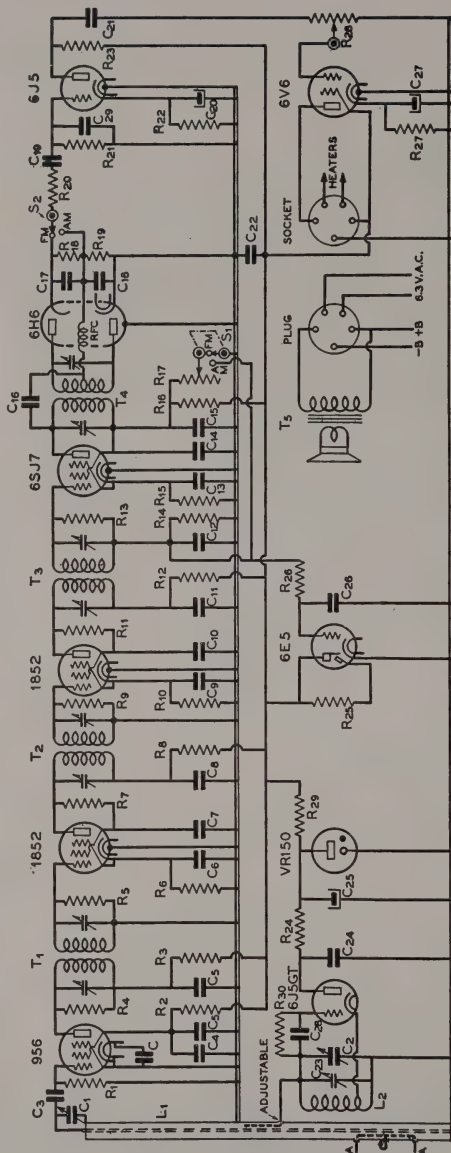 956
T1
1852
T2
1852
T3
6SJ7
T4
C16
6H6
C17
FM
S2
R20
C19
6J5
C21
C3
C1
R1
L1
C
C4
C5
R2
R4
C5
R3
R5
R6
C6
C7
R7
C8
R8
R9
R10
C9
C10
R11
C11
R12
R13
C12
R14
R15
C13
C14
C15
R16
R17
A
M
FM
S1
RFC
C18
R18
R19
AM
C22
R21
C29
R22
C20
R23
ADJUSTABLE
R30
6J5GT
C28
C23
C2
L2
C24
R24
C25
VR150
R29
R25
6E5
C26
R26
T5
PLUG
-B +B
6.3 V.A.C.
SOCKET
HEATERS
6V6
R28
R27
C27
A
A